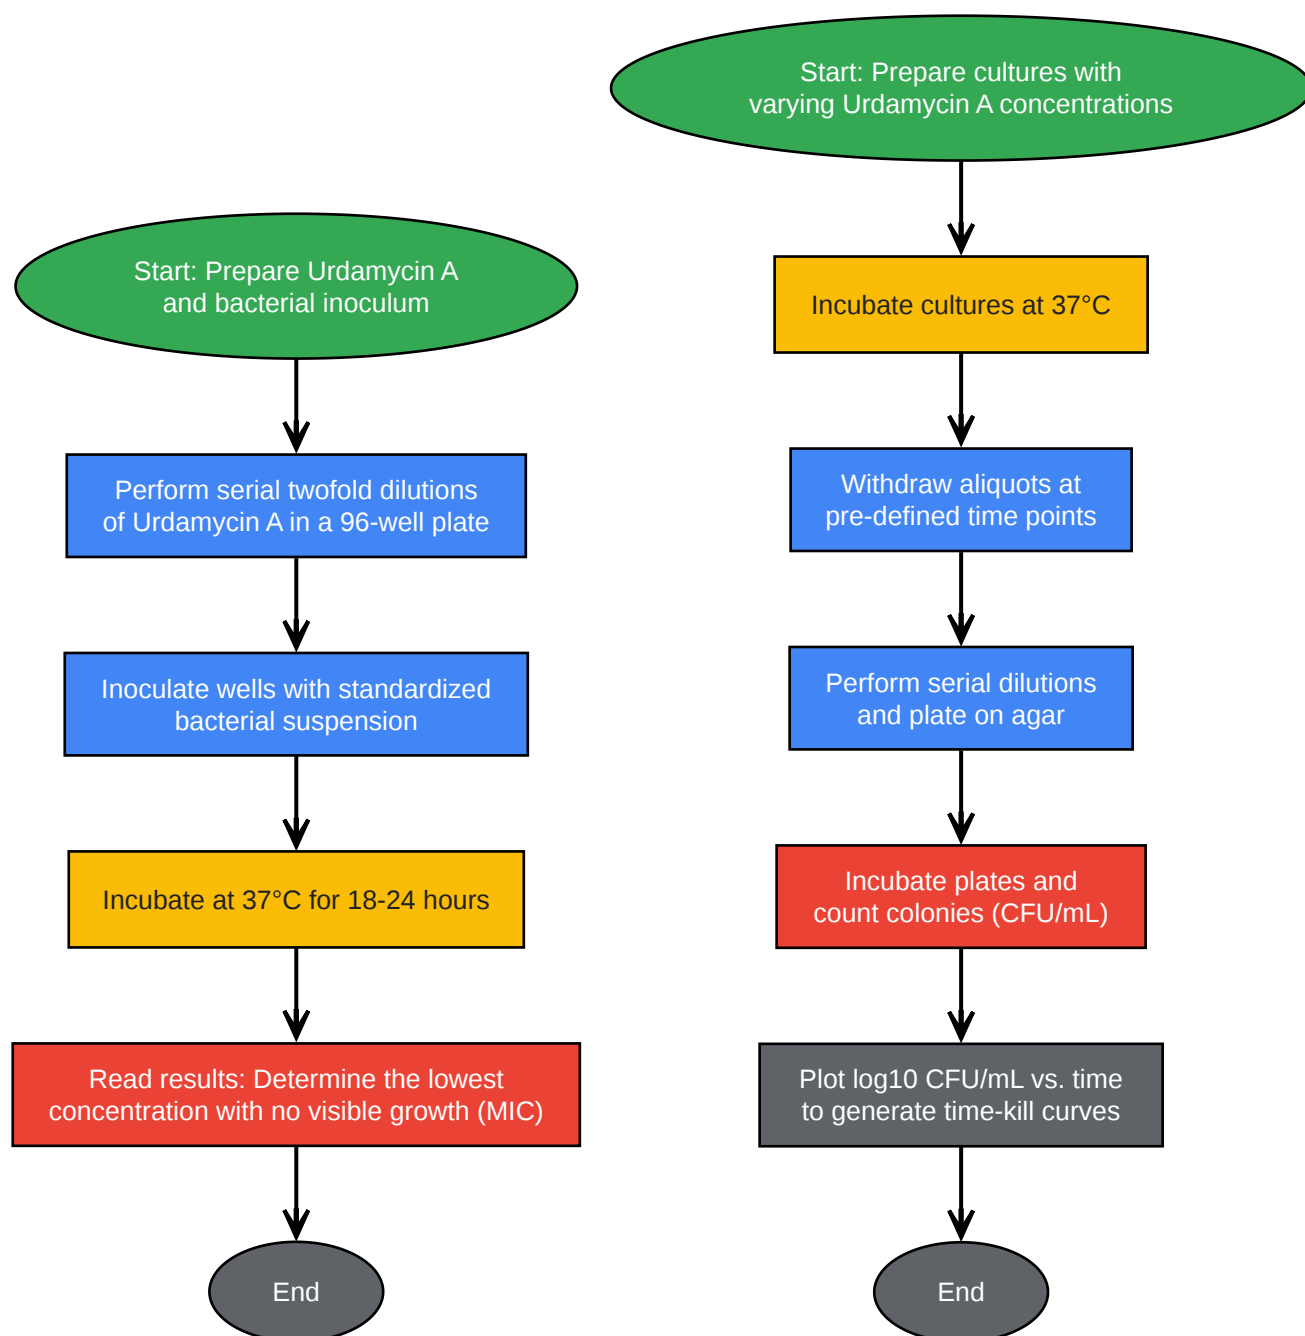 Start: Prepare Urdamycin A
and bacterial inoculum
Perform serial twofold dilutions
of Urdamycin A in a 96-well plate
Inoculate wells with standardized
bacterial suspension
Incubate at 37°C for 18-24 hours
Read results: Determine the lowest
concentration with no visible growth (MIC)
End
Start: Prepare cultures with
varying Urdamycin A concentrations
Incubate cultures at 37°C
Withdraw aliquots at
pre-defined time points
Perform serial dilutions
and plate on agar
Incubate plates and
count colonies (CFU/mL)
Plot log10 CFU/mL vs. time
to generate time-kill curves
End